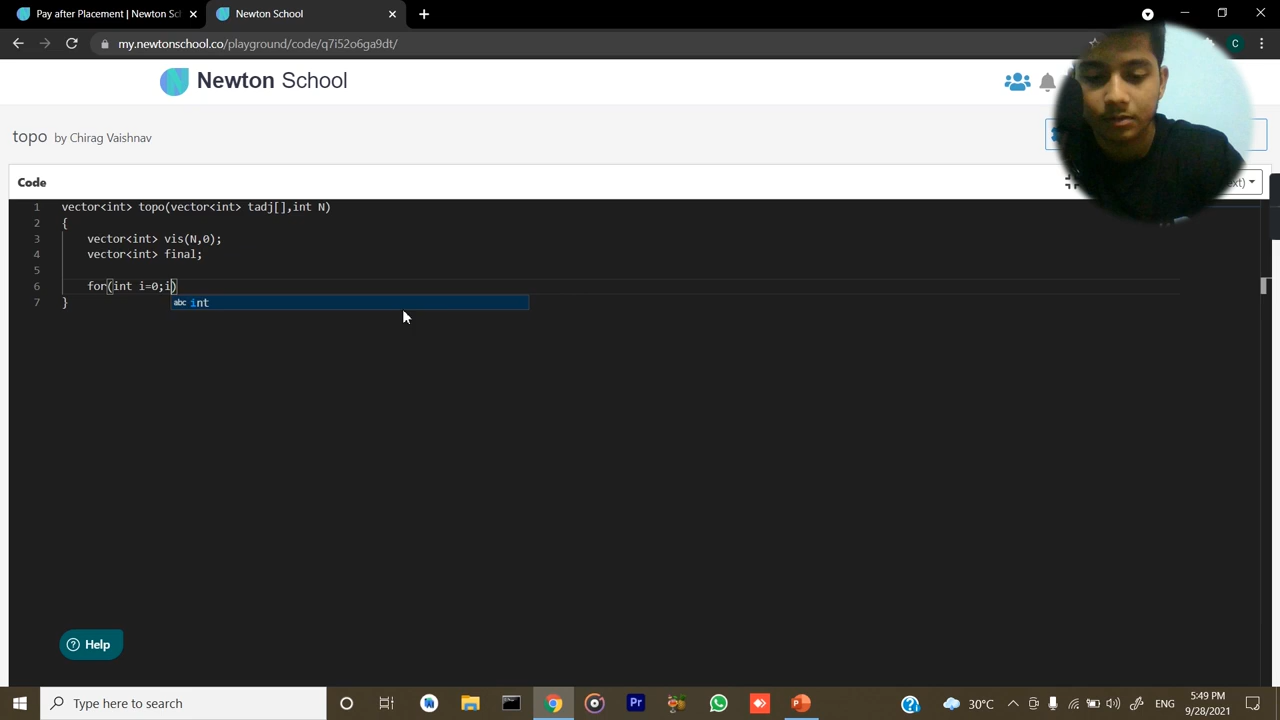 Pay after Placement | Newton Sc
Newton School
my.newtonschool.co/playground/code/q7i52o6ga9dt/
C
Newton School
topo by Chirag Vaishnav
Code
xt)
1 vector<int> topo(vector<int> tadj[],int N)
2 {
3 vector<int> vis(N,0);
4 vector<int> final;
5
6 for(int i=0;i)
abc int
7 }
Help
Type here to search
Pr
30°C
ENG
5:49 PM
9/28/2021